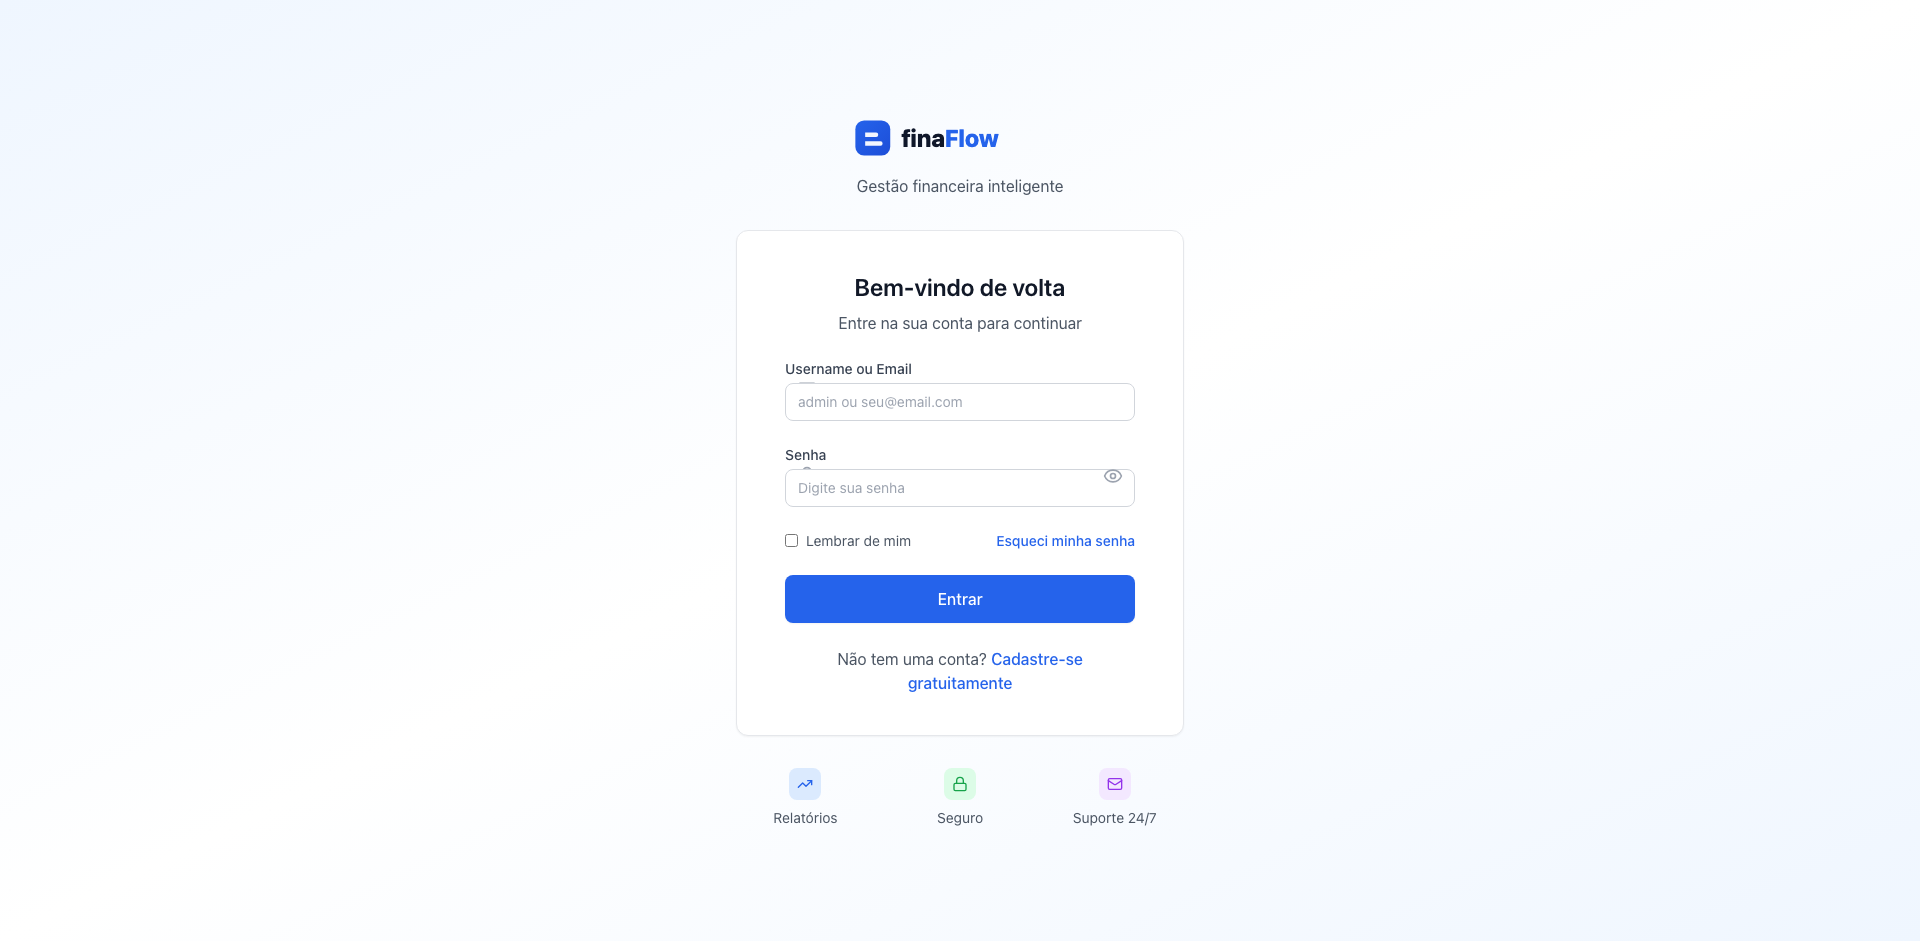 finaFlow
Gestão financeira inteligente
Bem-vindo de volta
Entre na sua conta para continuar
Username ou Email
admin ou seu@email.com
Senha
Digite sua senha
Lembrar de mim
Esqueci minha senha
Entrar
Não tem uma conta? Cadastre-se
gratuitamente
Relatórios
Seguro
Suporte 24/7